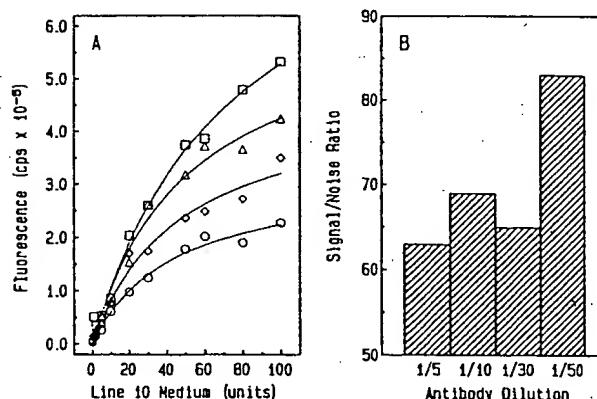 A
6.0
5.0
4.0
3.0
2.0
1.0
0.0
Fluorescence (cps x 10⁻⁵)
0 20 40 60 80 100
Line 10 Medium (units)
B
90
80
70
60
50
Signal/Noise Ratio
1/5 1/10 1/30 1/50
Antibody Dilution